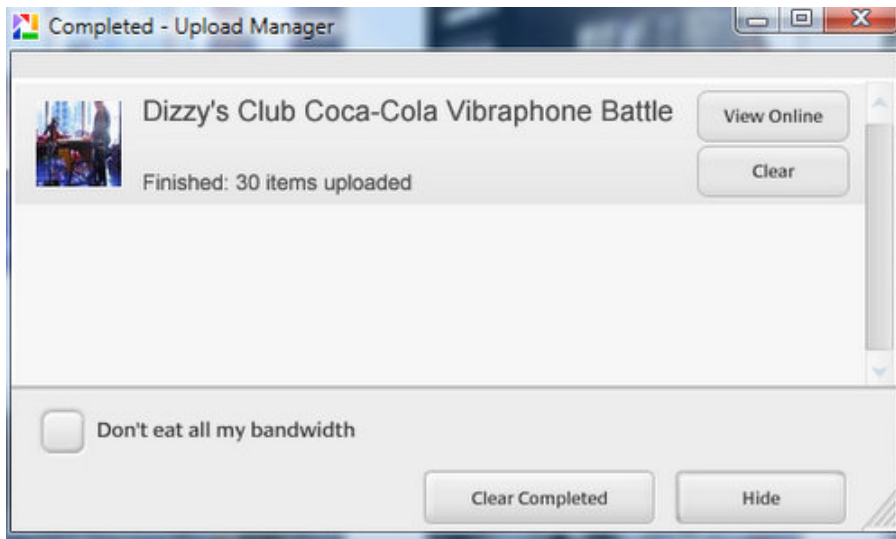 Completed - Upload Manager
Dizzy's Club Coca-Cola Vibraphone Battle
View Online
Finished: 30 items uploaded
Clear
Don't eat all my bandwidth
Clear Completed
Hide